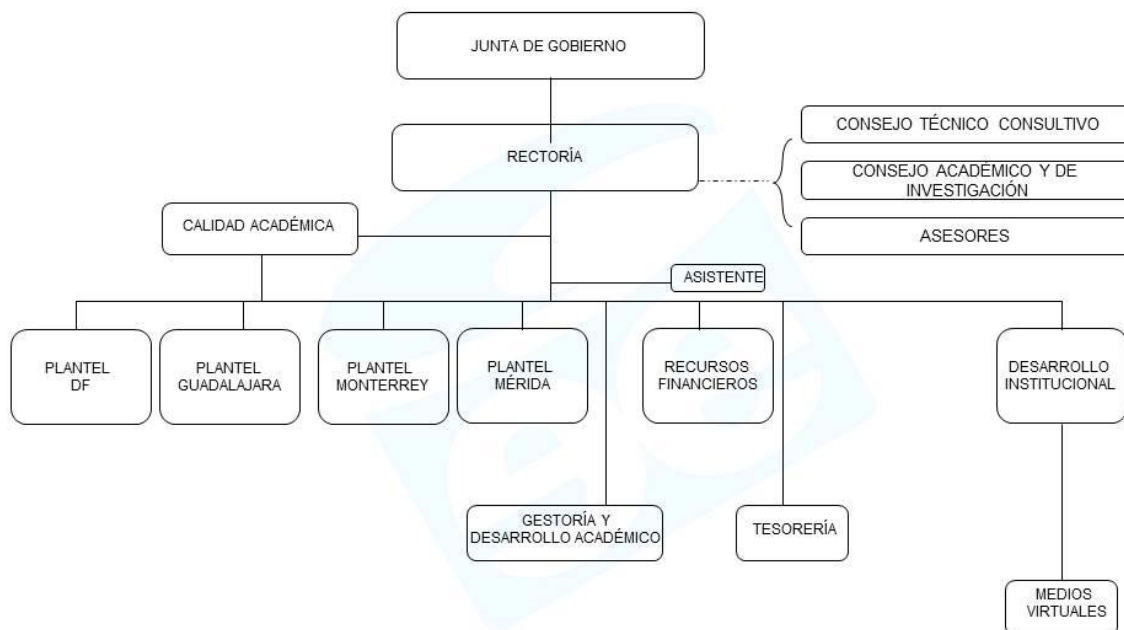 JUNTA DE GOBIERNO
RECTORÍA
CONSEJO TÉCNICO CONSULTIVO
CONSEJO ACADÉMICO Y DE
INVESTIGACIÓN
ASESORES
CALIDAD ACADÉMICA
ASISTENTE
PLANTEL
DF
PLANTEL
GUADALAJARA
PLANTEL
MONTERREY
PLANTEL
MÉRIDA
RECURSOS
FINANCIEROS
DESARROLLO
INSTITUCIONAL
GESTORÍA Y
DESARROLLO ACADÉMICO
TESORERÍA
MEDIOS
VIRTUALES